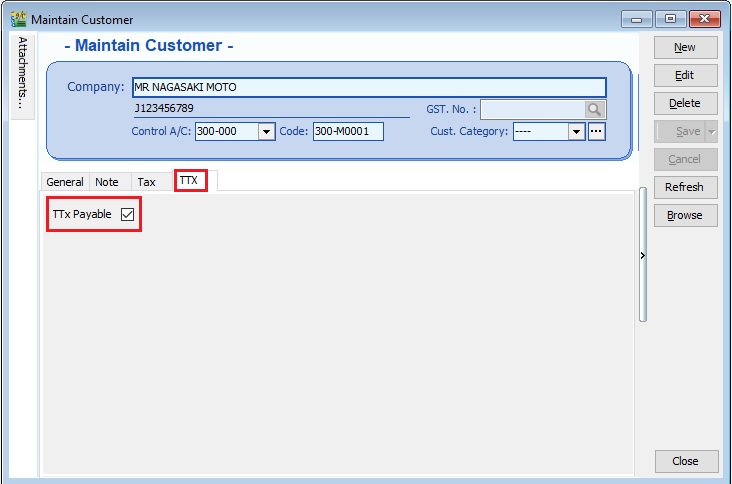 Maintain Customer
Attachments...
- Maintain Customer -
Company: MR NAGASAKI MOTO
J123456789 GST. No. :
Control A/C: 300-000 Code: 300-M0001 Cust. Category: ---- ...
General Note Tax TTX
TTx Payable
>
New
Edit
Delete
Save
Cancel
Refresh
Browse
Close